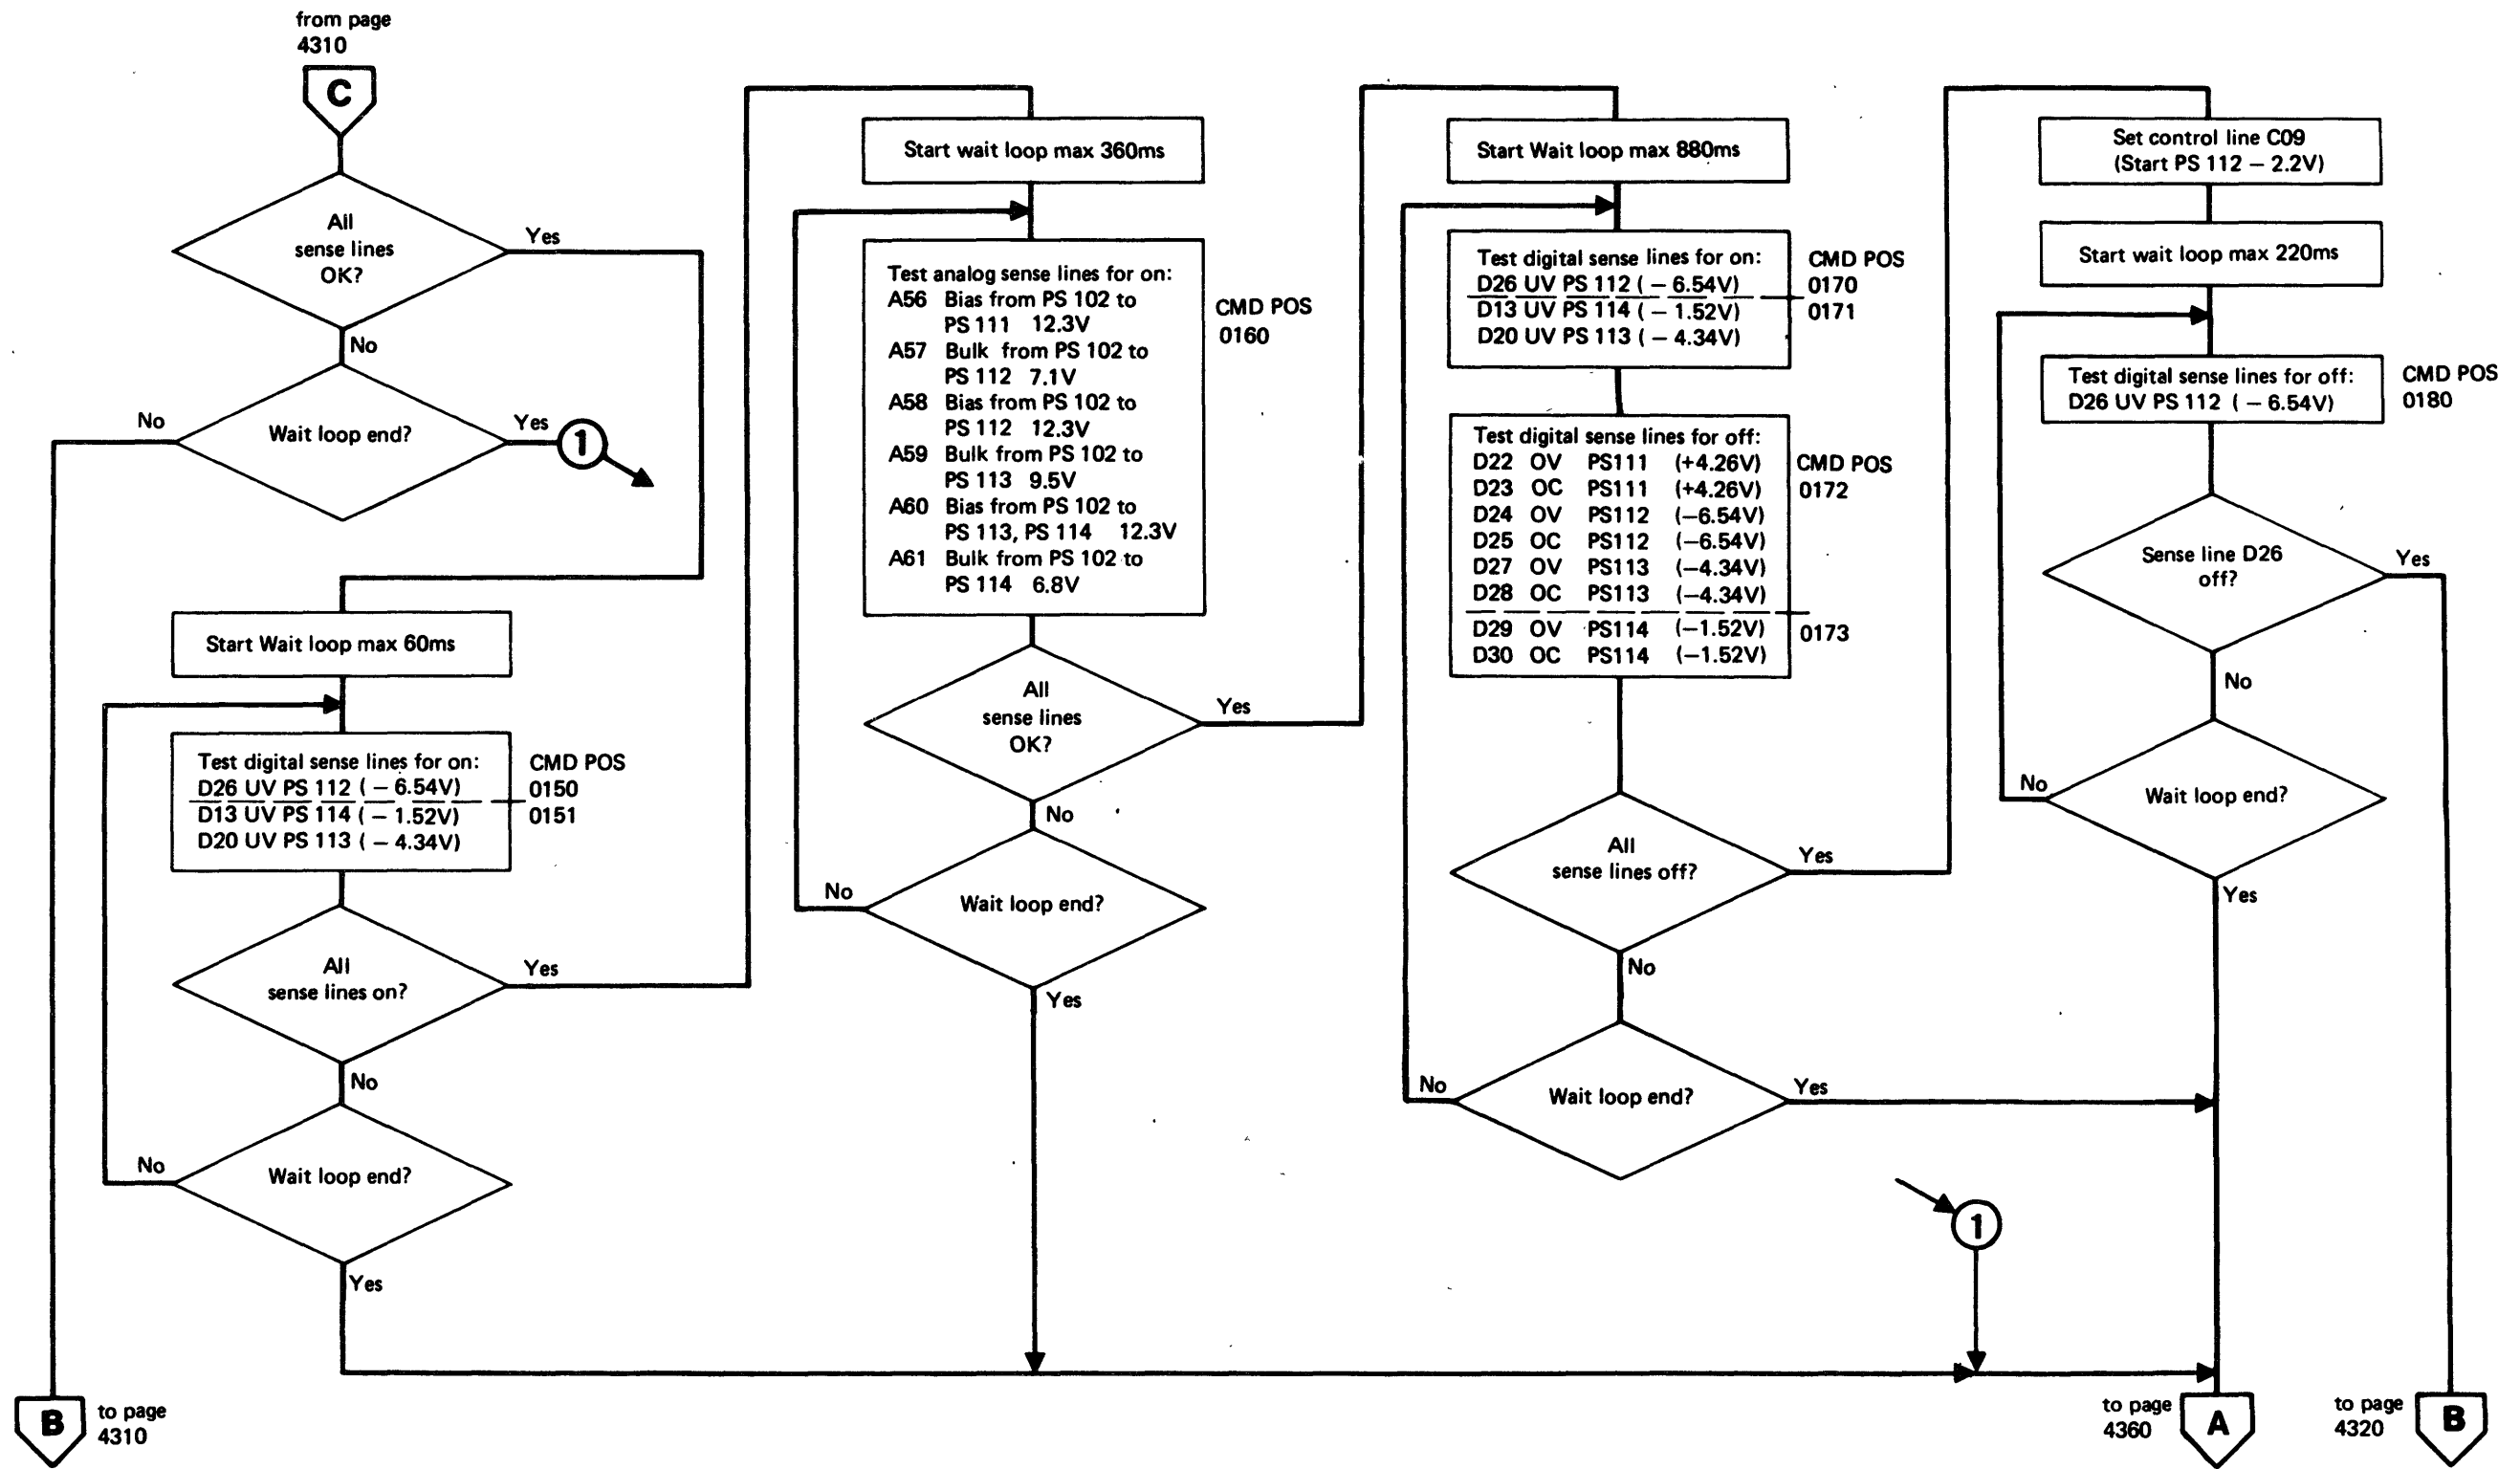 from page
4310
C
All
sense lines
OK?
Yes
No
Wait loop end?
No
Yes
1
Start Wait loop max 60ms
Test digital sense lines for on:
D26 UV PS 112 ( – 6.54V)
D13 UV PS 114 ( – 1.52V)
D20 UV PS 113 ( – 4.34V)
CMD POS
0150
0151
All
sense lines on?
Yes
No
Wait loop end?
No
Yes
B
to page
4310
Start wait loop max 360ms
Test analog sense lines for on:
A56 Bias from PS 102 to
PS 111 12.3V
A57 Bulk from PS 102 to
PS 112 7.1V
A58 Bias from PS 102 to
PS 112 12.3V
A59 Bulk from PS 102 to
PS 113 9.5V
A60 Bias from PS 102 to
PS 113, PS 114 12.3V
A61 Bulk from PS 102 to
PS 114 6.8V
CMD POS
0160
All
sense lines
OK?
Yes
No
Wait loop end?
No
Yes
Start Wait loop max 880ms
Test digital sense lines for on:
D26 UV PS 112 ( – 6.54V)
D13 UV PS 114 ( – 1.52V)
D20 UV PS 113 ( – 4.34V)
CMD POS
0170
0171
Test digital sense lines for off:
D22 OV PS111 (+4.26V)
D23 OC PS111 (+4.26V)
D24 OV PS112 (–6.54V)
D25 OC PS112 (–6.54V)
D27 OV PS113 (–4.34V)
D28 OC PS113 (–4.34V)
D29 OV PS114 (–1.52V)
D30 OC PS114 (–1.52V)
CMD POS
0172
0173
All
sense lines off?
Yes
No
Wait loop end?
No
Yes
1
Set control line C09
(Start PS 112 – 2.2V)
Start wait loop max 220ms
Test digital sense lines for off:
D26 UV PS 112 ( – 6.54V)
CMD POS
0180
Sense line D26
off?
Yes
No
Wait loop end?
No
Yes
to page
4360
A
to page
4320
B